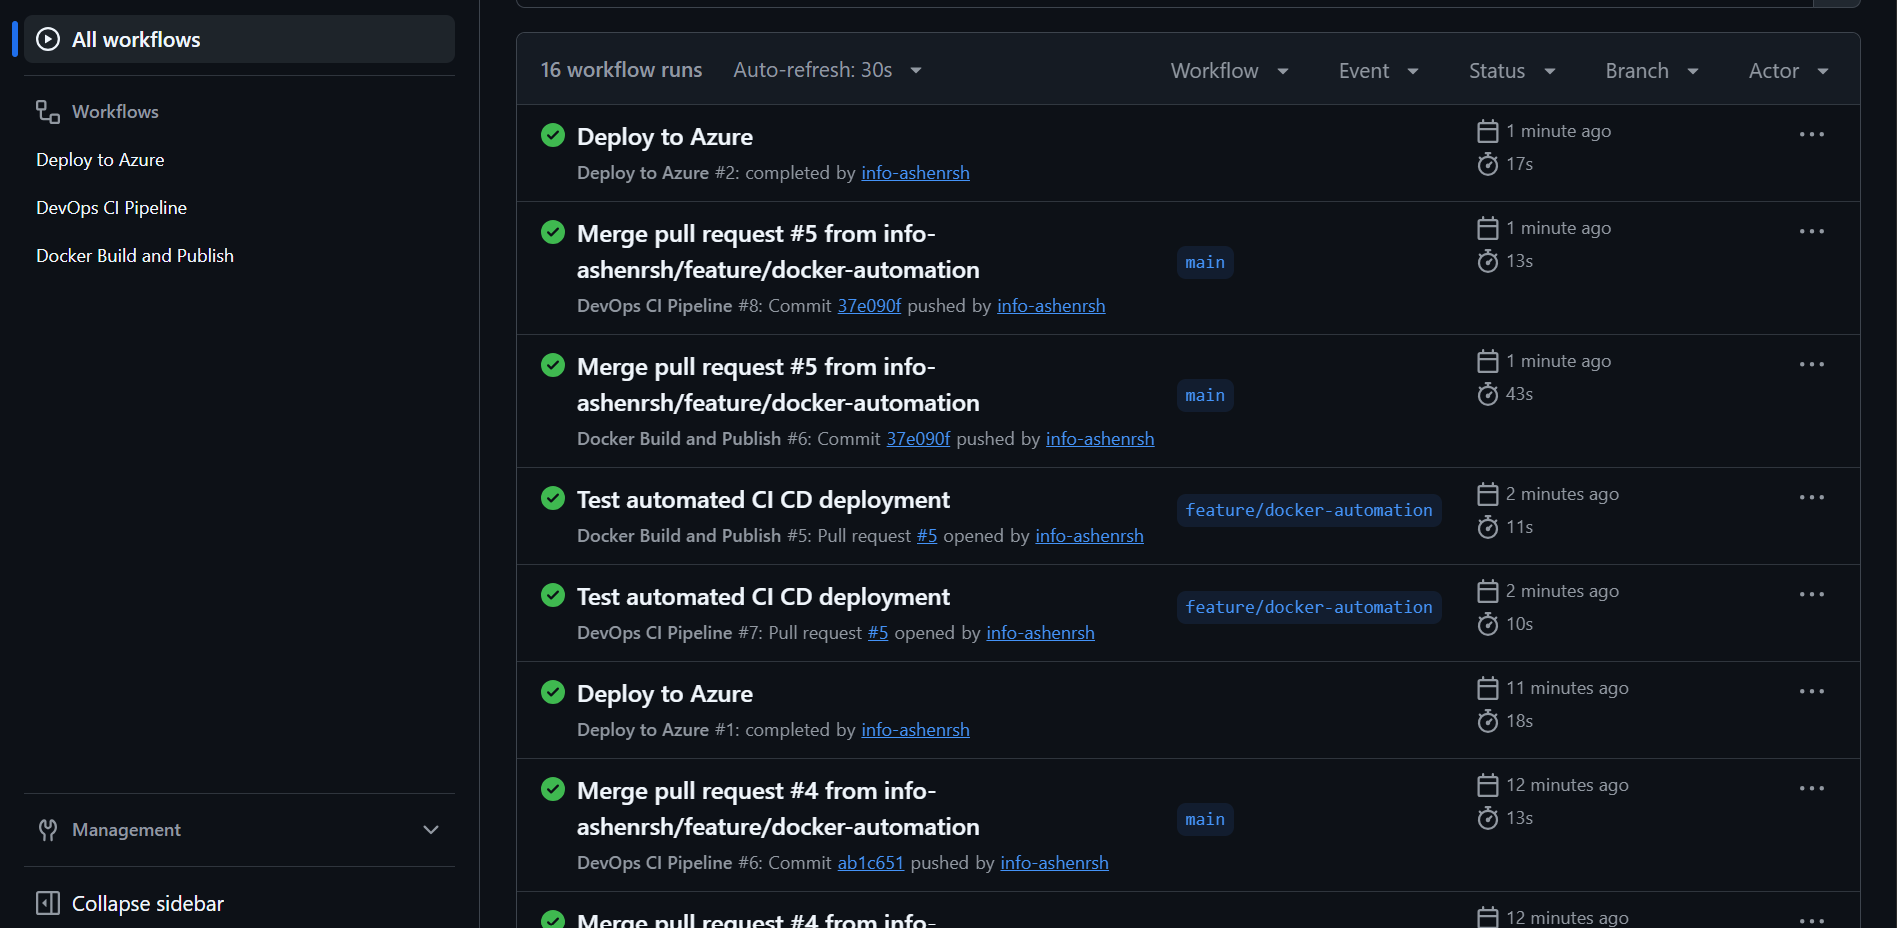 All workflows
Workflows
Deploy to Azure
DevOps CI Pipeline
Docker Build and Publish
Management
Collapse sidebar
16 workflow runs Auto-refresh: 30s Workflow Event Status Branch Actor
Deploy to Azure
Deploy to Azure #2: completed by info-ashenrsh
1 minute ago
17s
Merge pull request #5 from info-
ashenrsh/feature/docker-automation
DevOps CI Pipeline #8: Commit 37e090f pushed by info-ashenrsh
main
1 minute ago
13s
Merge pull request #5 from info-
ashenrsh/feature/docker-automation
Docker Build and Publish #6: Commit 37e090f pushed by info-ashenrsh
main
1 minute ago
43s
Test automated CI CD deployment
Docker Build and Publish #5: Pull request #5 opened by info-ashenrsh
feature/docker-automation
2 minutes ago
11s
Test automated CI CD deployment
DevOps CI Pipeline #7: Pull request #5 opened by info-ashenrsh
feature/docker-automation
2 minutes ago
10s
Deploy to Azure
Deploy to Azure #1: completed by info-ashenrsh
11 minutes ago
18s
Merge pull request #4 from info-
ashenrsh/feature/docker-automation
DevOps CI Pipeline #6: Commit ab1c651 pushed by info-ashenrsh
main
12 minutes ago
13s
Merge pull request #4 from info-
12 minutes ago